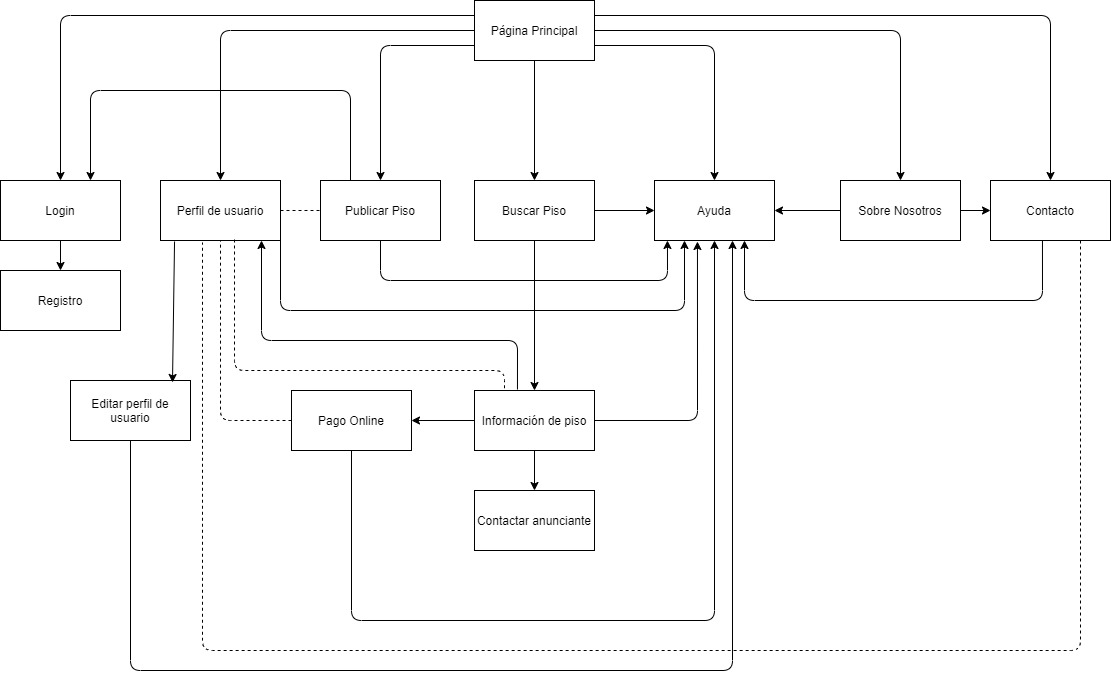 Página Principal
Login
Perfil de usuario
Publicar Piso
Buscar Piso
Ayuda
Sobre Nosotros
Contacto
Registro
Editar perfil de
usuario
Pago Online
Información de piso
Contactar anunciante